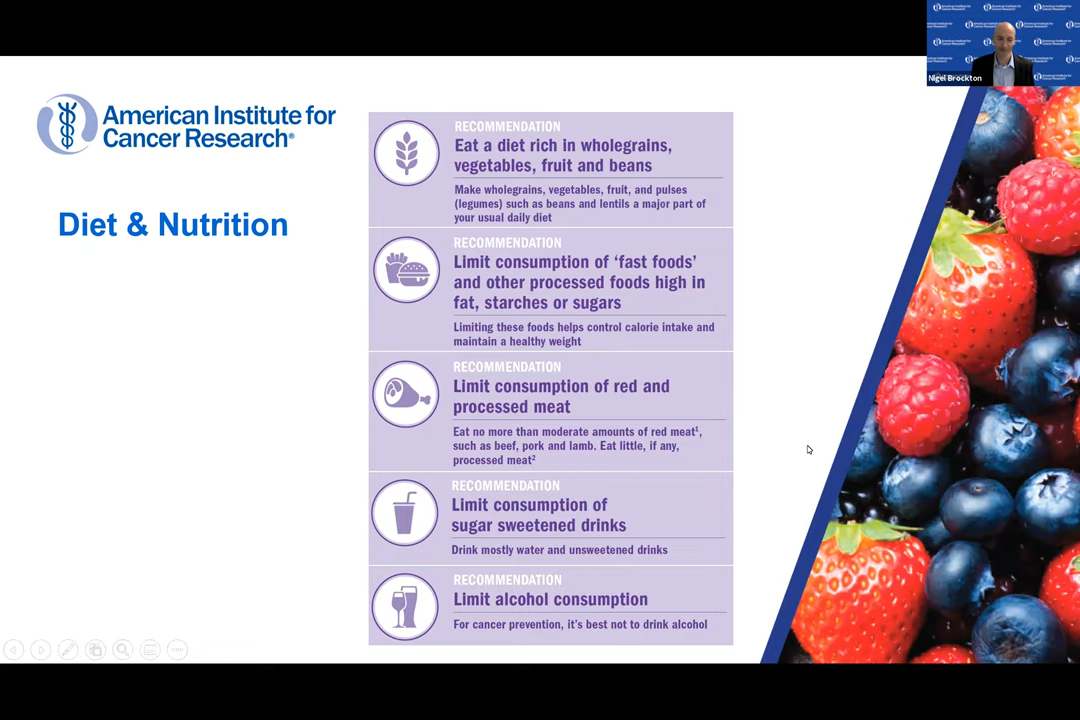 American Institute for
Cancer Research®
Diet & Nutrition
RECOMMENDATION
Eat a diet rich in wholegrains,
vegetables, fruit and beans
Make wholegrains, vegetables, fruit, and pulses
(legumes) such as beans and lentils a major part of
your usual daily diet
RECOMMENDATION
Limit consumption of ‘fast foods’
and other processed foods high in
fat, starches or sugars
Limiting these foods helps control calorie intake and
maintain a healthy weight
RECOMMENDATION
Limit consumption of red and
processed meat
Eat no more than moderate amounts of red meat¹,
such as beef, pork and lamb. Eat little, if any,
processed meat²
RECOMMENDATION
Limit consumption of
sugar sweetened drinks
Drink mostly water and unsweetened drinks
RECOMMENDATION
Limit alcohol consumption
For cancer prevention, it’s best not to drink alcohol
American Institute for
Cancer Research
Nigel Brockton